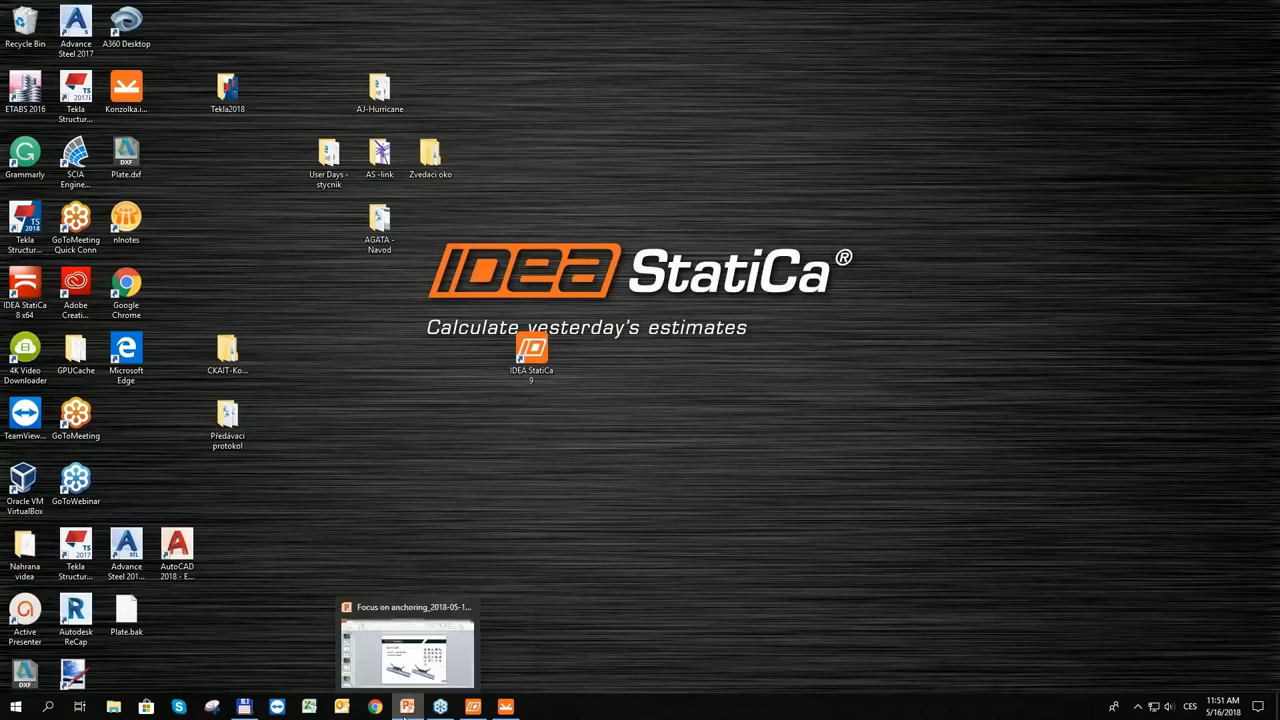 Recycle Bin
Advance
Steel 2017
A360 Desktop
ETABS 2016
Tekla
Structur...
Konzolka.i...
Tekla2018
AJ-Hurricane
Grammarly
SCIA
Engine...
Plate.dxf
User Days -
stycnik
AS -link
Zvedaci oko
Tekla
Structur...
GoToMeeting
Quick Conn
nInotes
AGATA -
Navod
IDEA StatiCa®
Calculate yesterday's estimates
IDEA StatiCa
8 x64
Adobe
Creati...
Google
Chrome
4K Video
Downloader
GPUCache
Microsoft
Edge
CKAIT-Ko...
IDEA StatiCa
9
TeamView...
GoToMeeting
Předávací
protokol
Oracle VM
VirtualBox
GoToWebinar
Nahrana
videa
Tekla
Structur...
Advance
Steel 201...
AutoCAD
2018 - E...
Active
Presenter
Autodesk
ReCap
Plate.bak
Focus on anchoring_2018-05-1...
11:51 AM
CES
5/16/2018